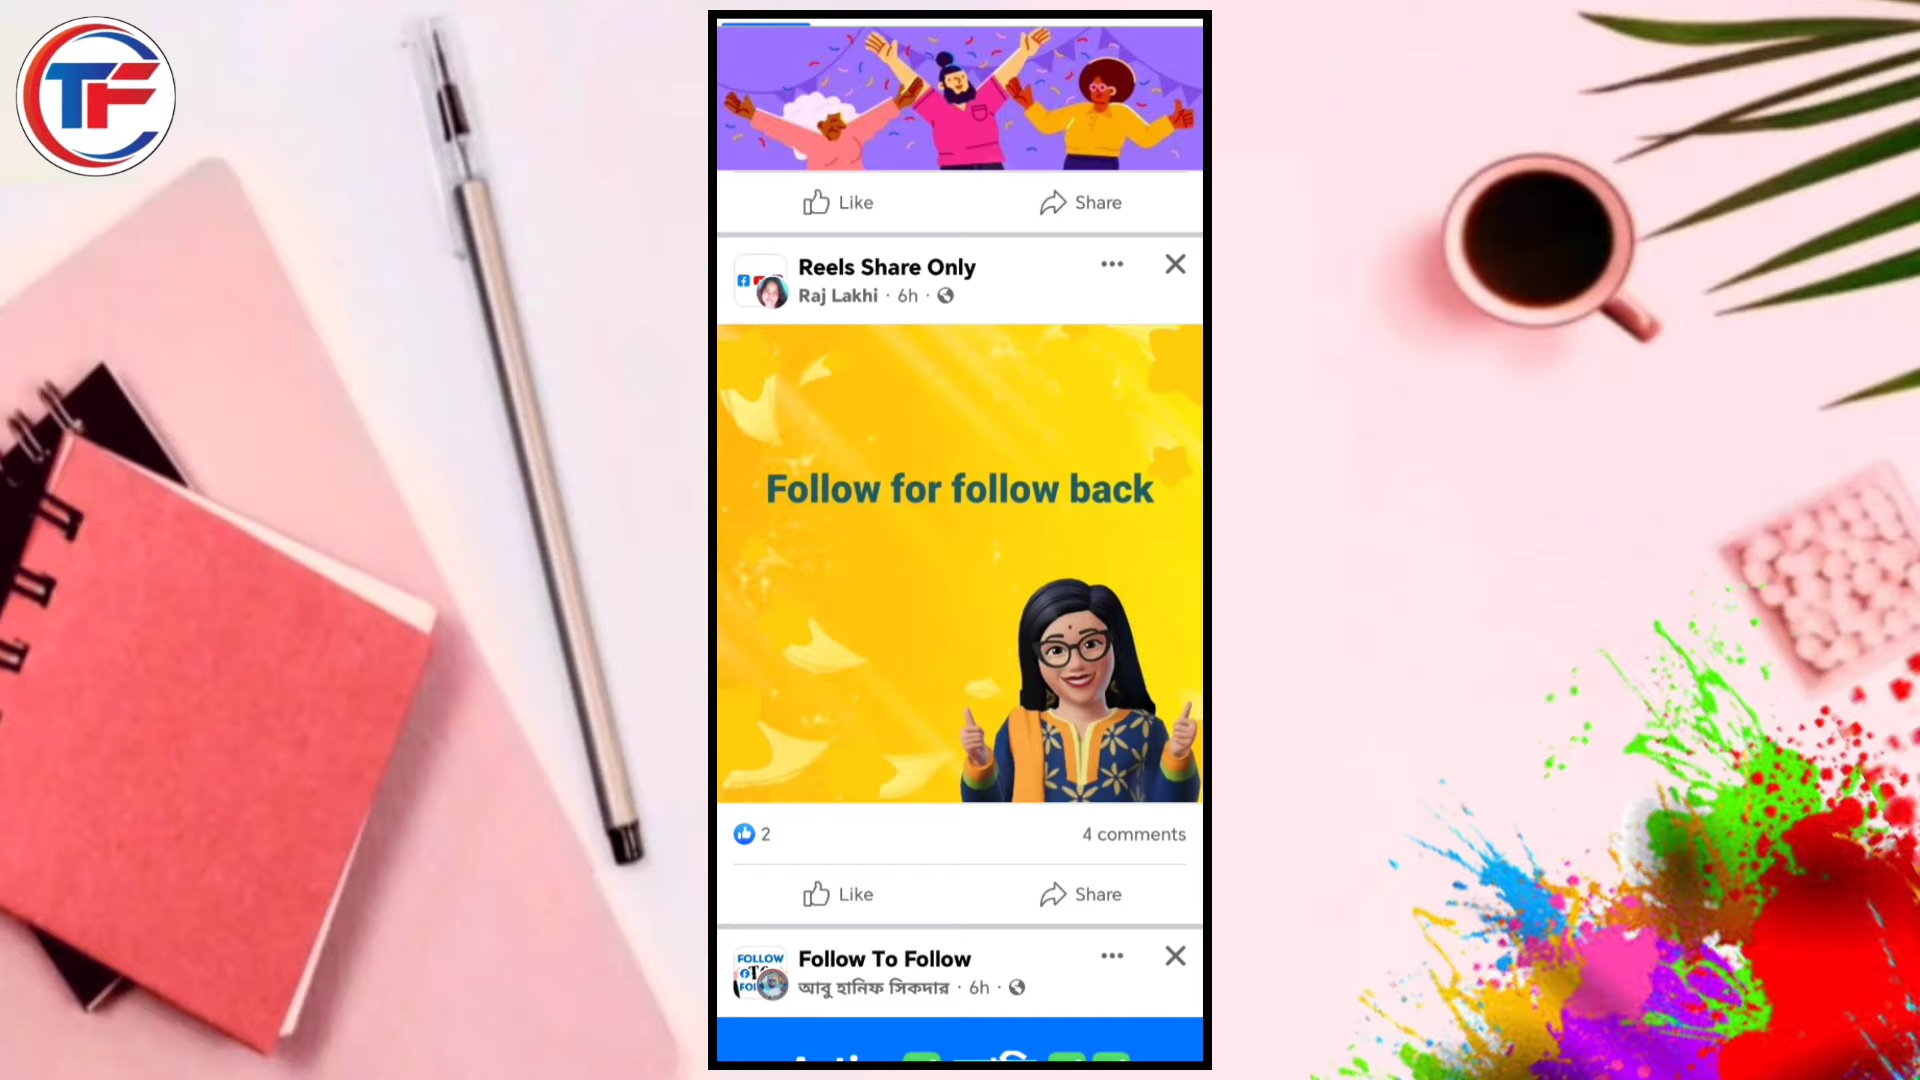 TF
Like
Share
Reels Share Only
Raj Lakhi · 6h ·
Follow for follow back
2
4 comments
Like
Share
FOLLOW
Follow To Follow
আবু হানিফ সিকদার · 6h ·